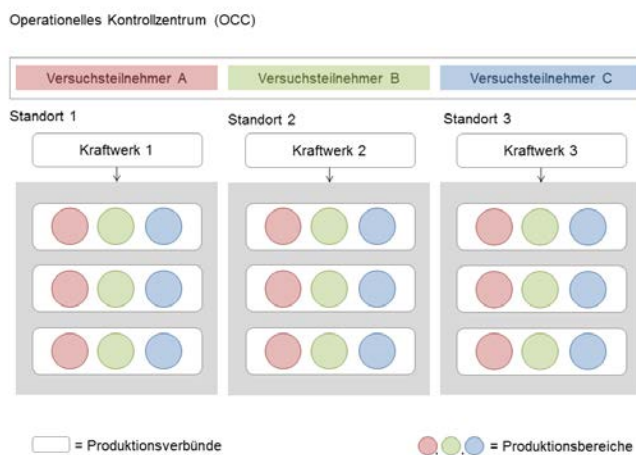 Operationelles Kontrollzentrum (OCC)
Versuchsteilnehmer A
Versuchsteilnehmer B
Versuchsteilnehmer C
Standort 1
Standort 2
Standort 3
Kraftwerk 1
Kraftwerk 2
Kraftwerk 3
= Produktionsverbünde
= Produktionsbereiche